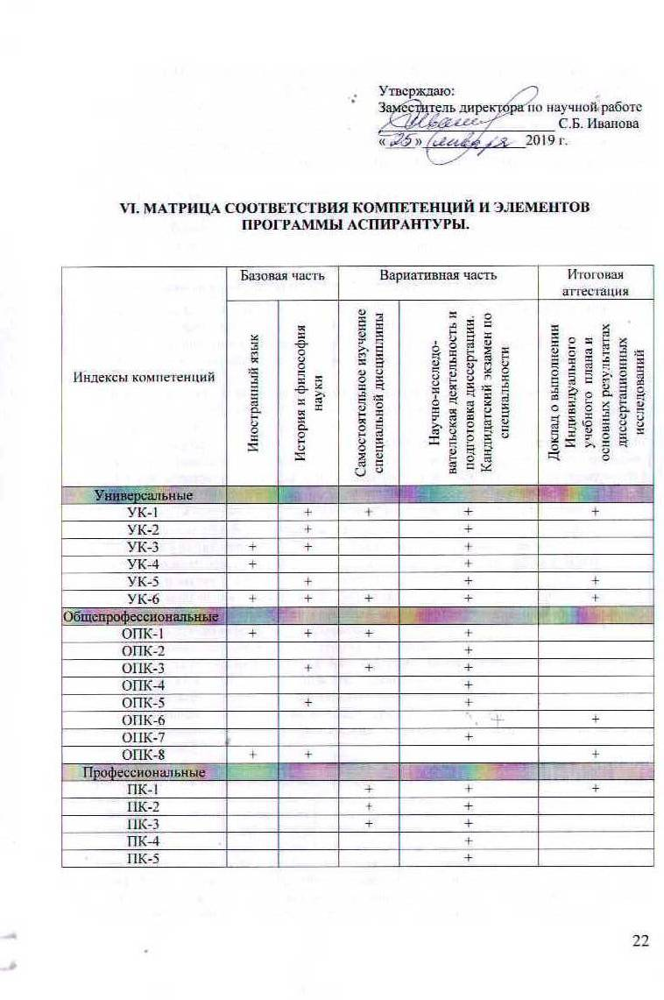 Утверждаю:
Заместитель директора по научной работе
С.Б. Иванова
« 25 » января 2019 г.
VI. МАТРИЦА СООТВЕТСТВИЯ КОМПЕТЕНЦИЙ И ЭЛЕМЕНТОВ
ПРОГРАММЫ АСПИРАНТУРЫ.
Индексы компетенций
Базовая часть
Вариативная часть
Итоговая
аттестация
Иностранный язык
История и философия
науки
Самостоятельное изучение
специальной дисциплины
Научно-исследо-
вательская деятельность и
подготовка диссертации.
Кандидатский экзамен по
специальности
Доклад о выполнении
Индивидуального
учебного плана и
основных результатах
диссертационных
исследований
Универсальные
УК-1 + + + +
УК-2 + +
УК-3 + + +
УК-4 + +
УК-5 + + +
УК-6 + + + + +
Общепрофессиональные
ОПК-1 + + + +
ОПК-2 +
ОПК-3 + + +
ОПК-4 +
ОПК-5 + +
ОПК-6 + +
ОПК-7 +
ОПК-8 + + +
Профессиональные
ПК-1 + + +
ПК-2 + +
ПК-3 + +
ПК-4 +
ПК-5 +
22